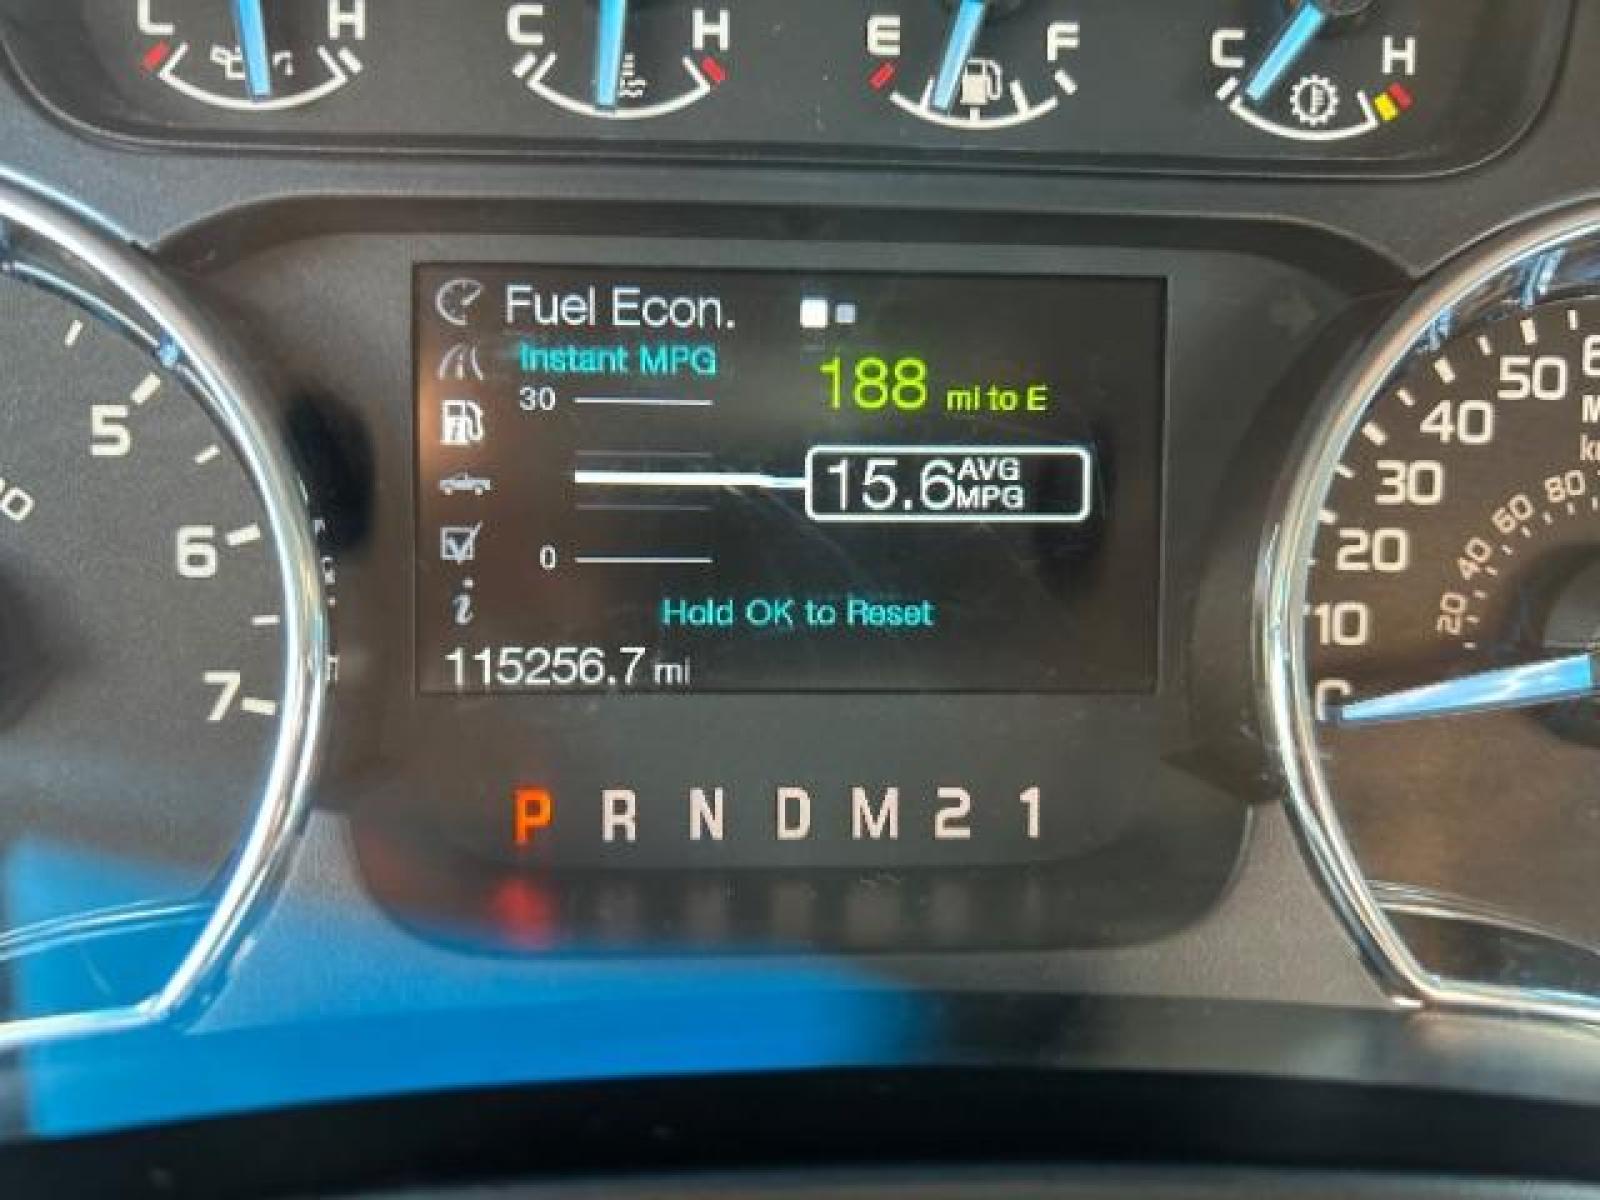 L H C H E F C H
Fuel Econ.
Instant MPG
188 mi to E
30
15.6 AVG MPG
0
Hold OK to Reset
115256.7 mi
P R N D M 2 1
5
6
7
50
40
30
20
10
80
60
40
20